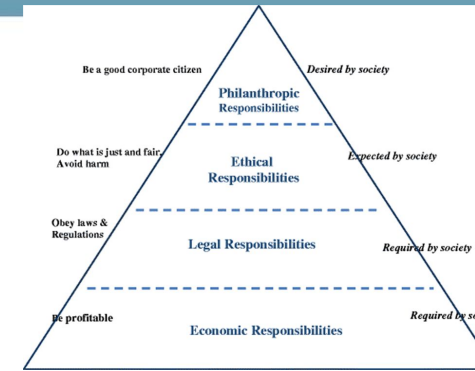 Be a good corporate citizen
Desired by society
Philanthropic
Responsibilities
Do what is just and fair,
Avoid harm
Expected by society
Ethical
Responsibilities
Obey laws &
Regulations
Legal Responsibilities
Required by society
Be profitable
Required by
Economic Responsibilities